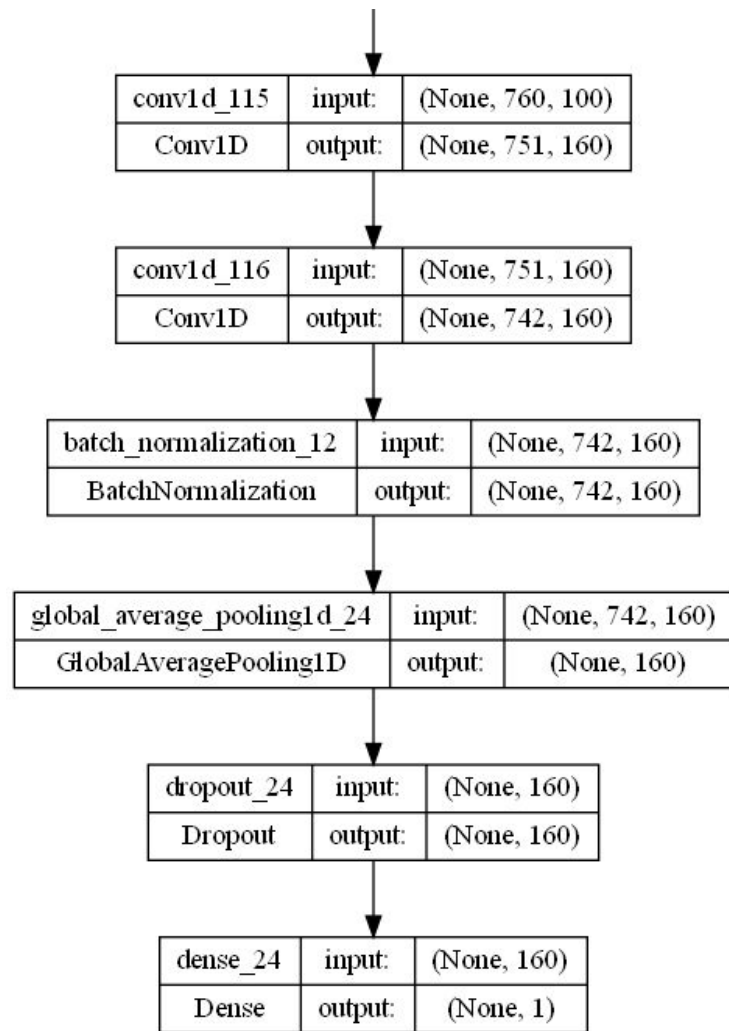 conv1d_115 input: (None, 760, 100)
Conv1D output: (None, 751, 160)
conv1d_116 input: (None, 751, 160)
Conv1D output: (None, 742, 160)
batch_normalization_12 input: (None, 742, 160)
BatchNormalization output: (None, 742, 160)
global_average_pooling1d_24 input: (None, 742, 160)
GlobalAveragePooling1D output: (None, 160)
dropout_24 input: (None, 160)
Dropout output: (None, 160)
dense_24 input: (None, 160)
Dense output: (None, 1)